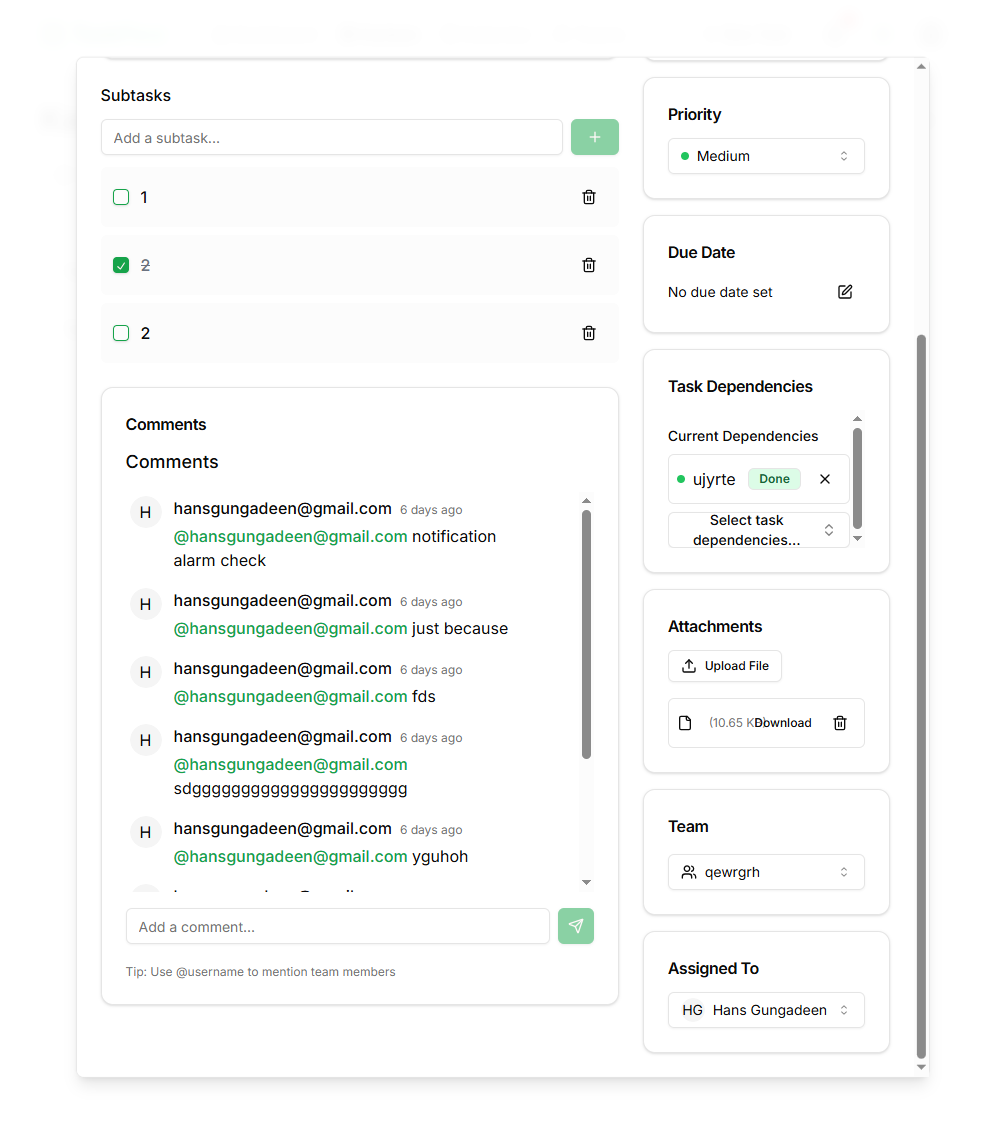 Subtasks
Add a subtask...
1
2
2
Comments
Comments
H
hansgungadeen@gmail.com 6 days ago
@hansgungadeen@gmail.com notification
alarm check
H
hansgungadeen@gmail.com 6 days ago
@hansgungadeen@gmail.com just because
H
hansgungadeen@gmail.com 6 days ago
@hansgungadeen@gmail.com fds
H
hansgungadeen@gmail.com 6 days ago
@hansgungadeen@gmail.com
sdgggggggggggggggggggggg
H
hansgungadeen@gmail.com 6 days ago
@hansgungadeen@gmail.com yguhoh
Add a comment...
Tip: Use @username to mention team members
Priority
Medium
Due Date
No due date set
Task Dependencies
Current Dependencies
ujyrte Done
Select task
dependencies...
Attachments
Upload File
(10.65 KB) Download
Team
qewrgrh
Assigned To
HG Hans Gungadeen